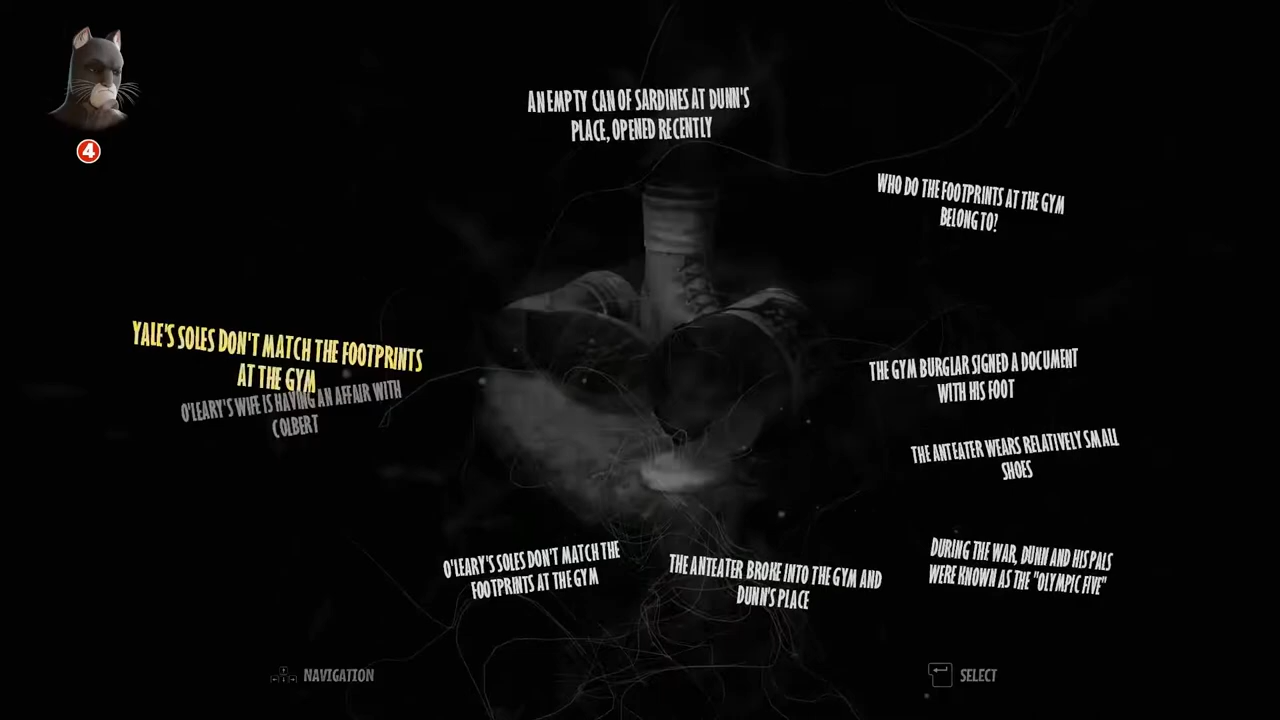 4
AN EMPTY CAN OF SARDINES AT DUNN'S
PLACE, OPENED RECENTLY
WHO DO THE FOOTPRINTS AT THE GYM
BELONG TO?
YALE'S SOLES DON'T MATCH THE FOOTPRINTS
AT THE GYM
O'LEARY'S WIFE IS HAVING AN AFFAIR WITH
COLBERT
THE GYM BURGLAR SIGNED A DOCUMENT
WITH HIS FOOT
THE ANTEATER WEARS RELATIVELY SMALL
SHOES
O'LEARY'S SOLES DON'T MATCH THE
FOOTPRINTS AT THE GYM
THE ANTEATER BROKE INTO THE GYM AND
DUNN'S PLACE
DURING THE WAR, DUNN AND HIS PALS
WERE KNOWN AS THE "OLYMPIC FIVE"
NAVIGATION
SELECT